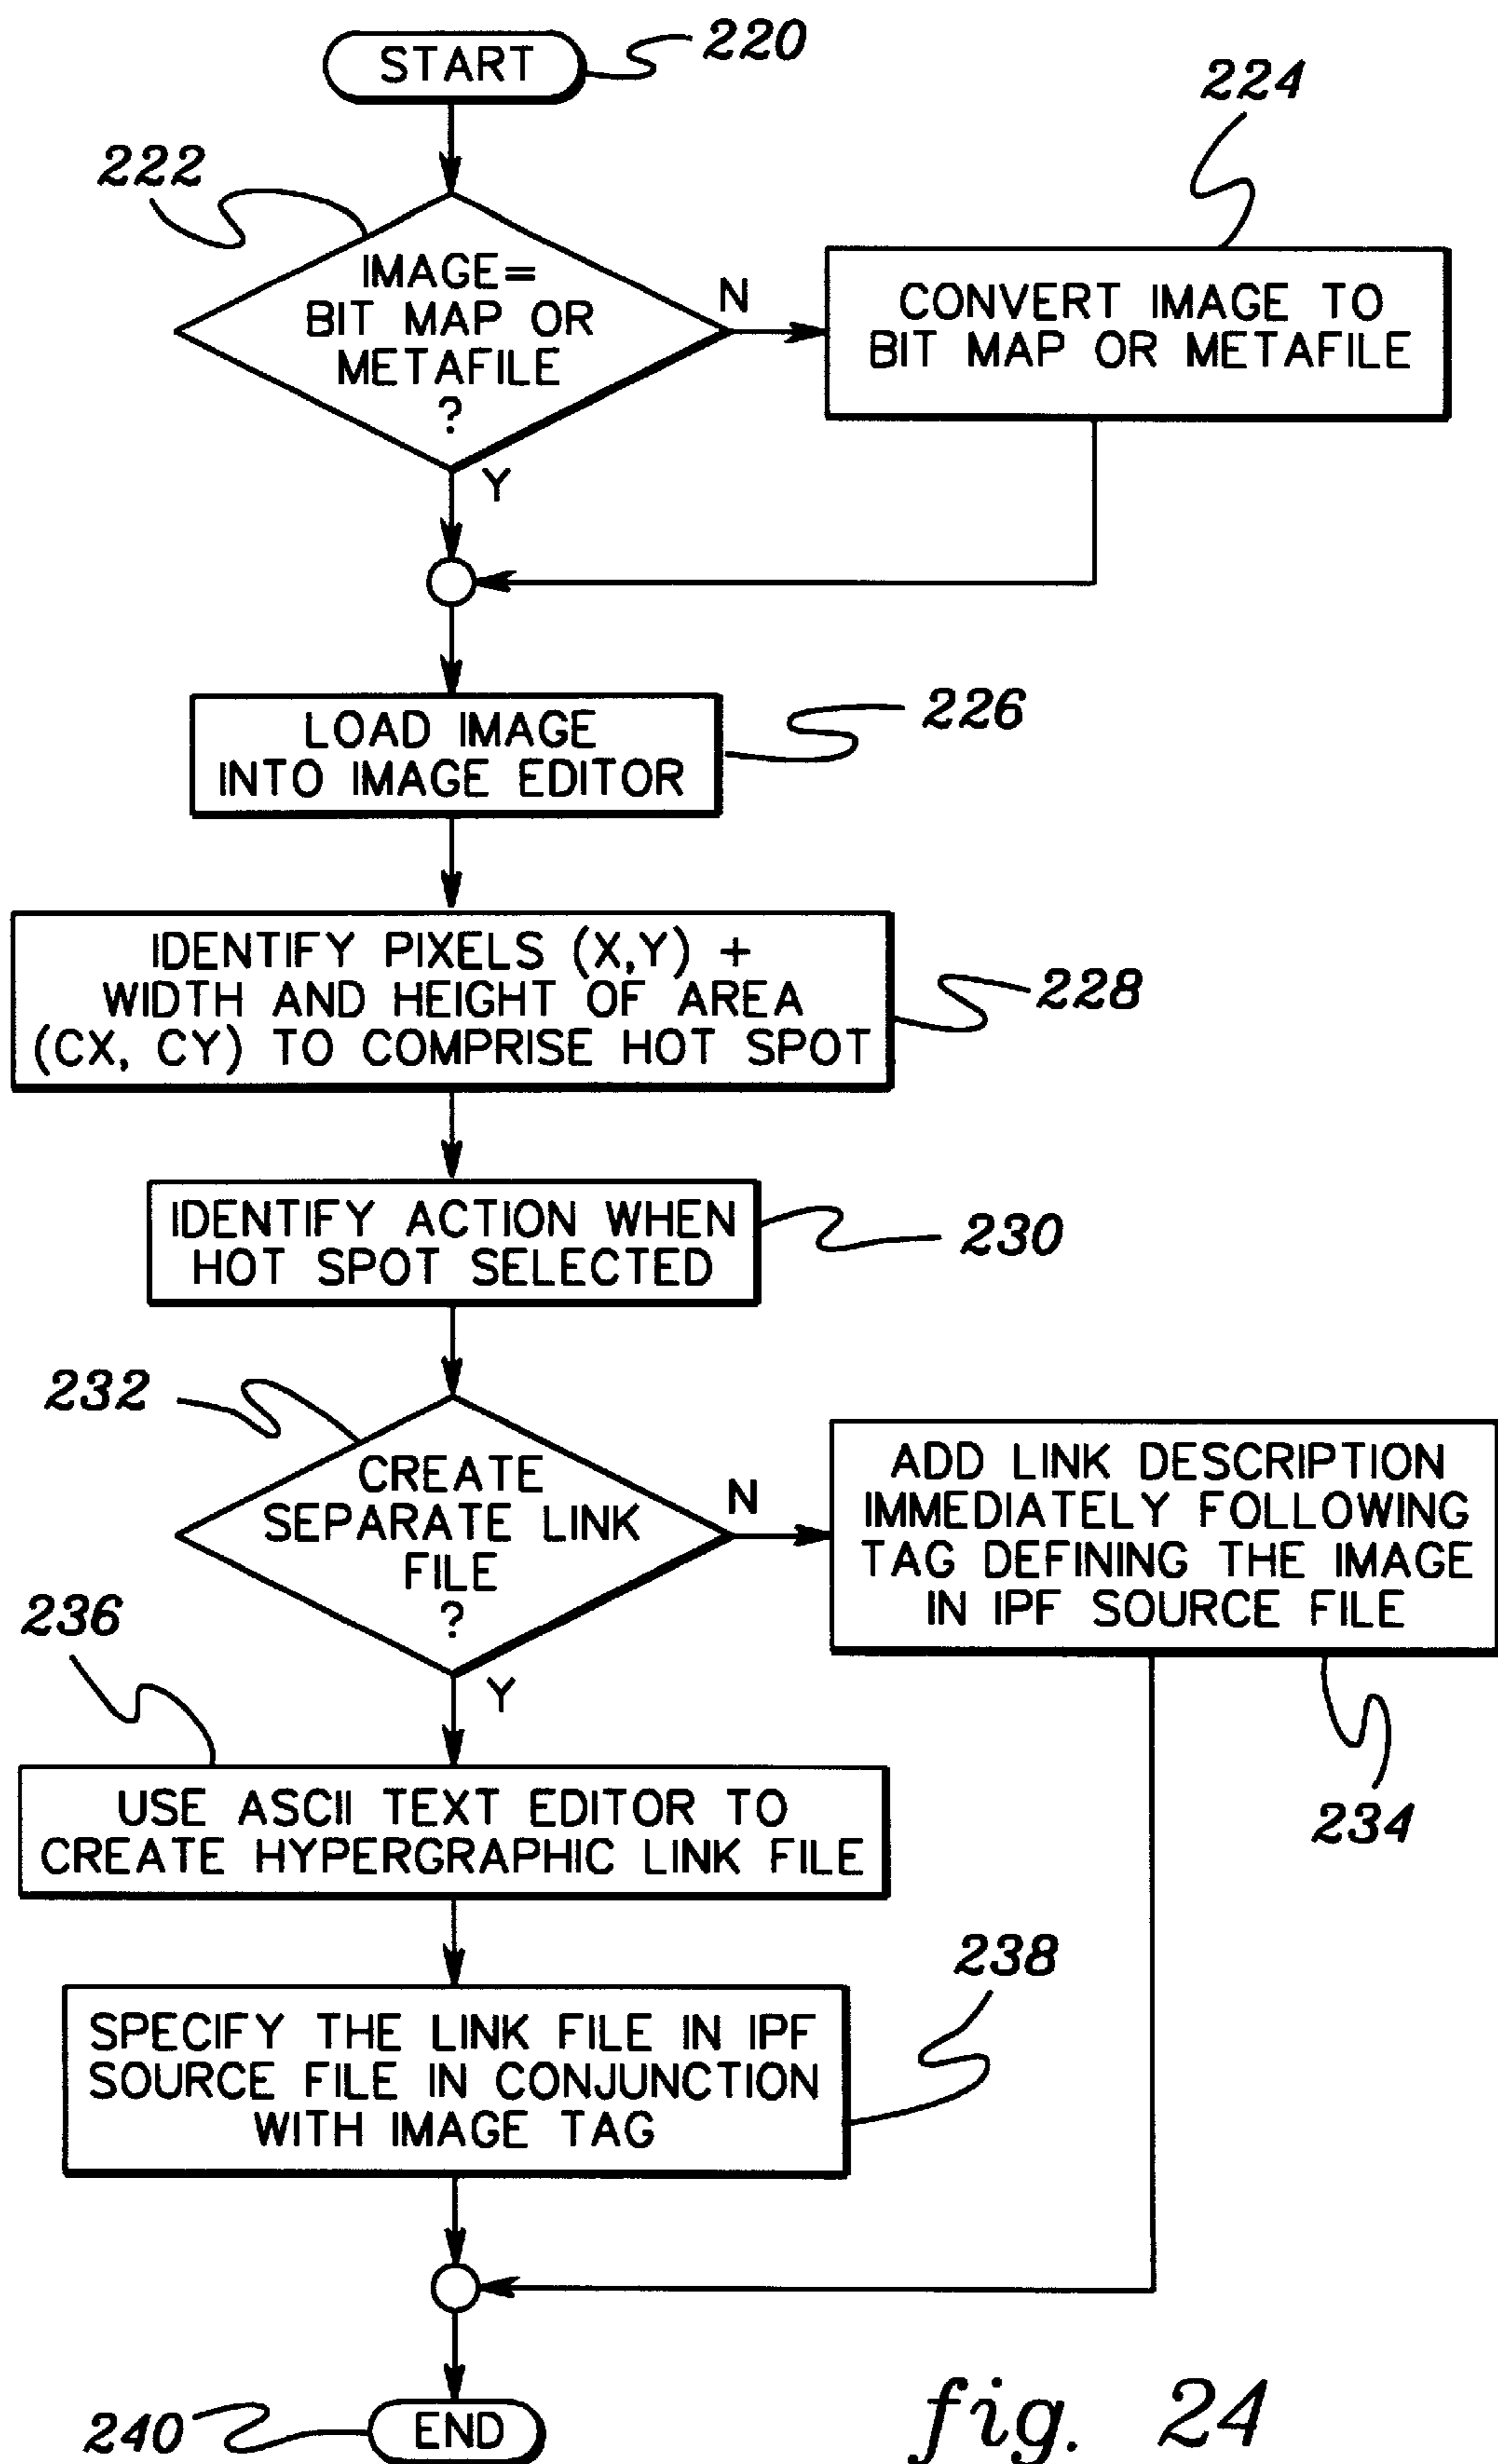 START
220
222
224
IMAGE=
BIT MAP OR
METAFILE
?
N
CONVERT IMAGE TO
BIT MAP OR METAFILE
Y
LOAD IMAGE
INTO IMAGE EDITOR
226
IDENTIFY PIXELS (X,Y) +
WIDTH AND HEIGHT OF AREA
(CX, CY) TO COMPRISE HOT SPOT
228
IDENTIFY ACTION WHEN
HOT SPOT SELECTED
230
232
CREATE
SEPARATE LINK
FILE
?
N
ADD LINK DESCRIPTION
IMMEDIATELY FOLLOWING
TAG DEFINING THE IMAGE
IN IPF SOURCE FILE
234
Y
236
USE ASCII TEXT EDITOR TO
CREATE HYPERGRAPHIC LINK FILE
238
SPECIFY THE LINK FILE IN IPF
SOURCE FILE IN CONJUNCTION
WITH IMAGE TAG
240
END
fig. 24